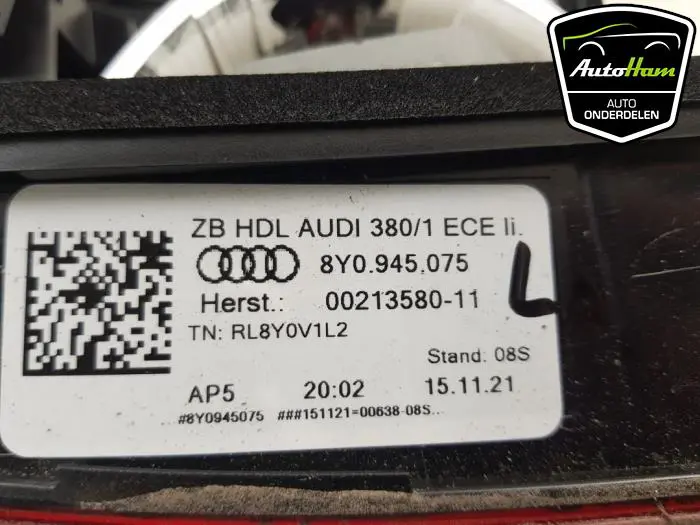 AutoHam
AUTO
ONDERDELEN
ZB HDL AUDI 380/1 ECE li.
8Y0.945.075
L
Herst.: 00213580-11
TN: RL8Y0V1L2
Stand: 08S
AP5 20:02 15.11.21
#8Y0945075 ###151121=00638-08S..